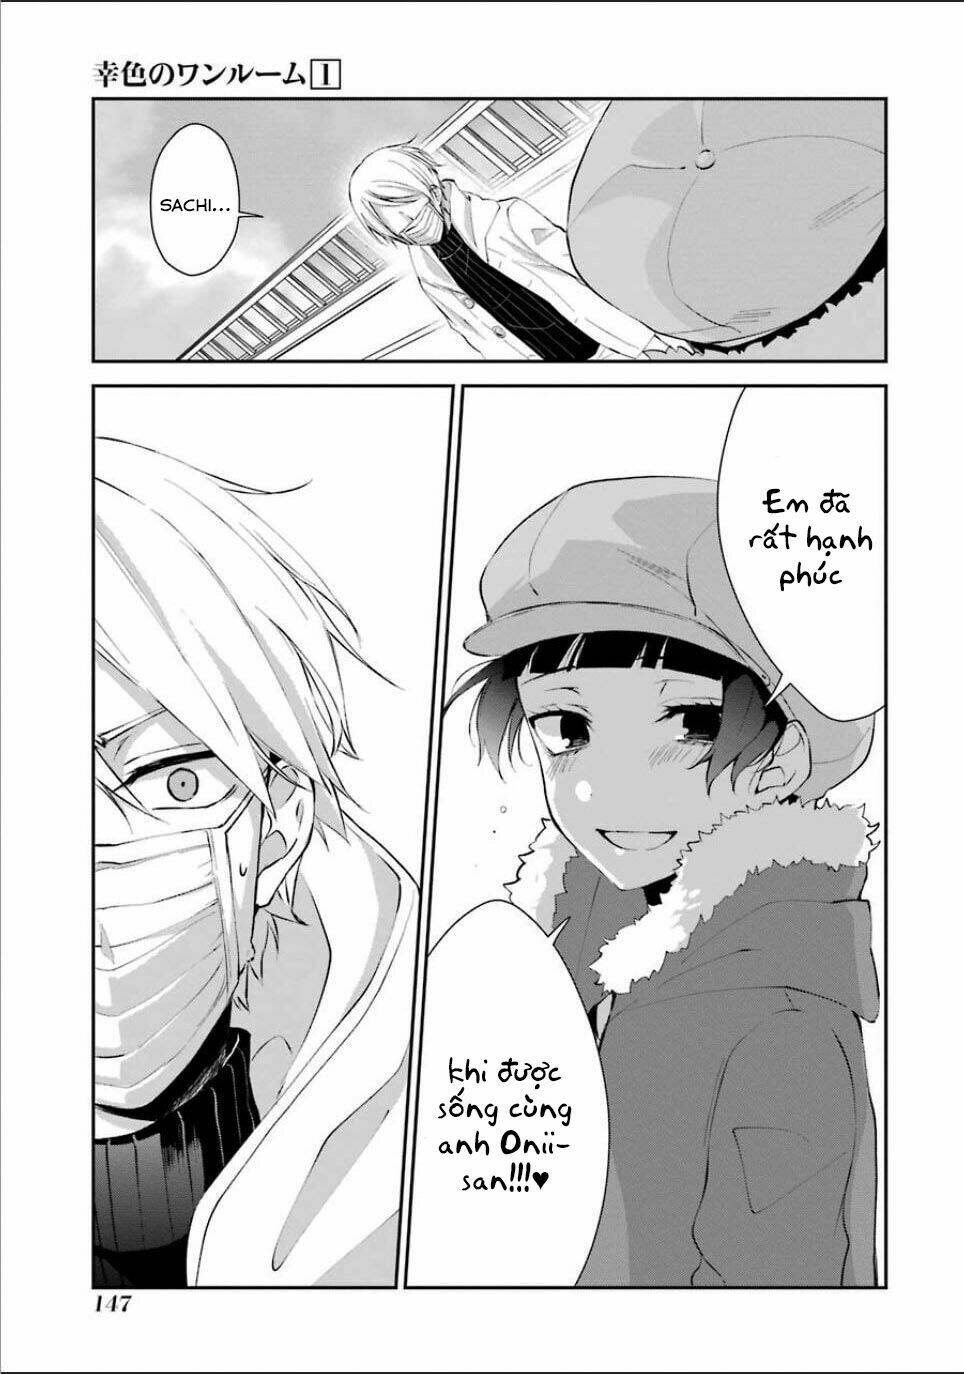 幸色のワンルーム1
SACHI...
Em đã
rất hạnh
phúc
khi được
sống cùng
anh Onii-
san!!!♥
147